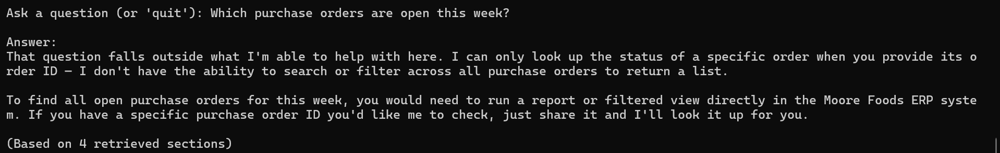 Ask a question (or 'quit'): Which purchase orders are open this week?
Answer:
That question falls outside what I'm able to help with here. I can only look up the status of a specific order when you provide its o
rder ID — I don't have the ability to search or filter across all purchase orders to return a list.
To find all open purchase orders for this week, you would need to run a report or filtered view directly in the Moore Foods ERP syste
m. If you have a specific purchase order ID you'd like me to check, just share it and I'll look it up for you.
(Based on 4 retrieved sections)